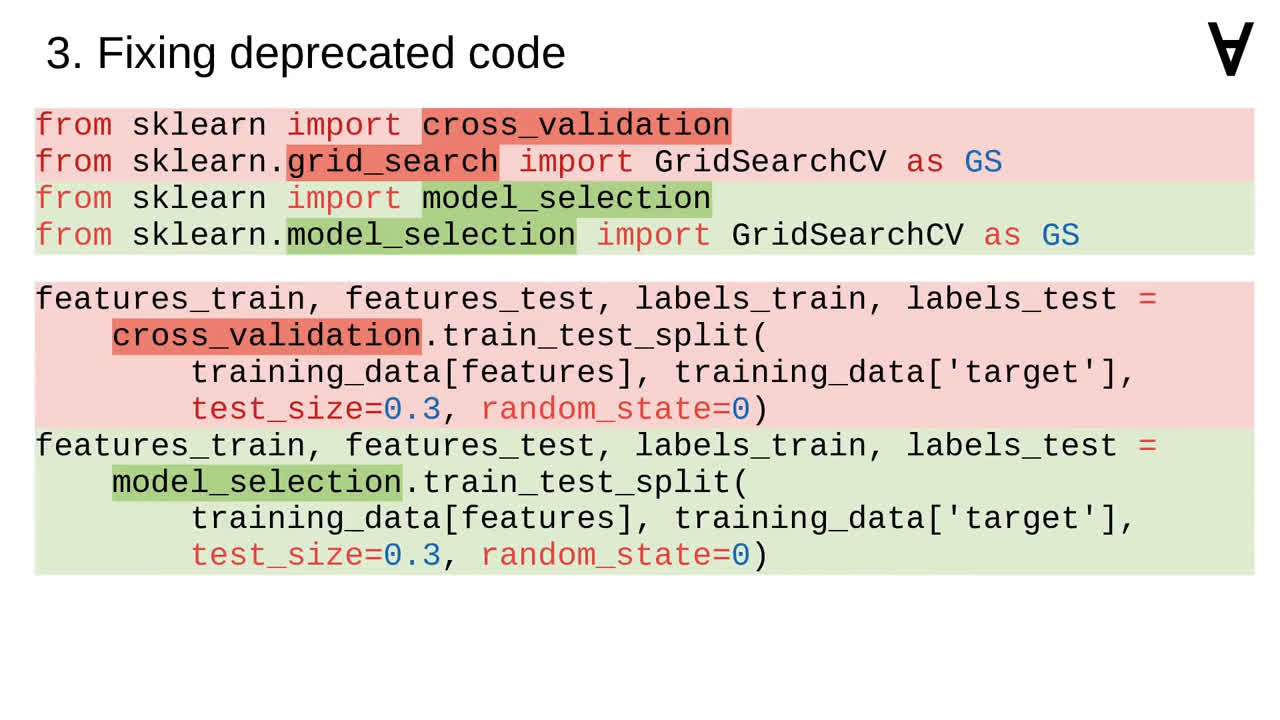 3. Fixing deprecated code
∀
from sklearn import cross_validation
from sklearn.grid_search import GridSearchCV as GS
from sklearn import model_selection
from sklearn.model_selection import GridSearchCV as GS
features_train, features_test, labels_train, labels_test =
    cross_validation.train_test_split(
        training_data[features], training_data['target'],
        test_size=0.3, random_state=0)
features_train, features_test, labels_train, labels_test =
    model_selection.train_test_split(
        training_data[features], training_data['target'],
        test_size=0.3, random_state=0)